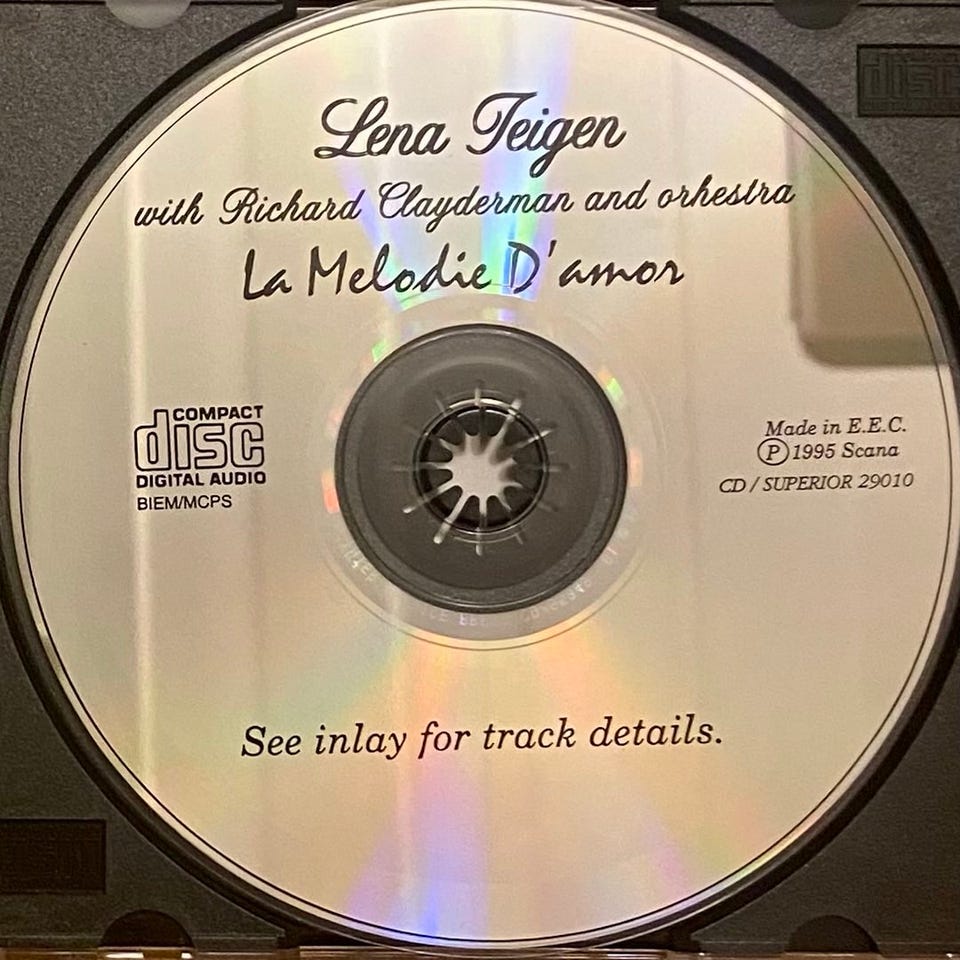 Lena Teigen
with Richard Clayderman and orhestra
La Melodie D'amor
COMPACT
disc
DIGITAL AUDIO
BIEM/MCPS
Made in E.E.C.
Ⓟ 1995 Scana
CD / SUPERIOR 29010
See inlay for track details.
disc